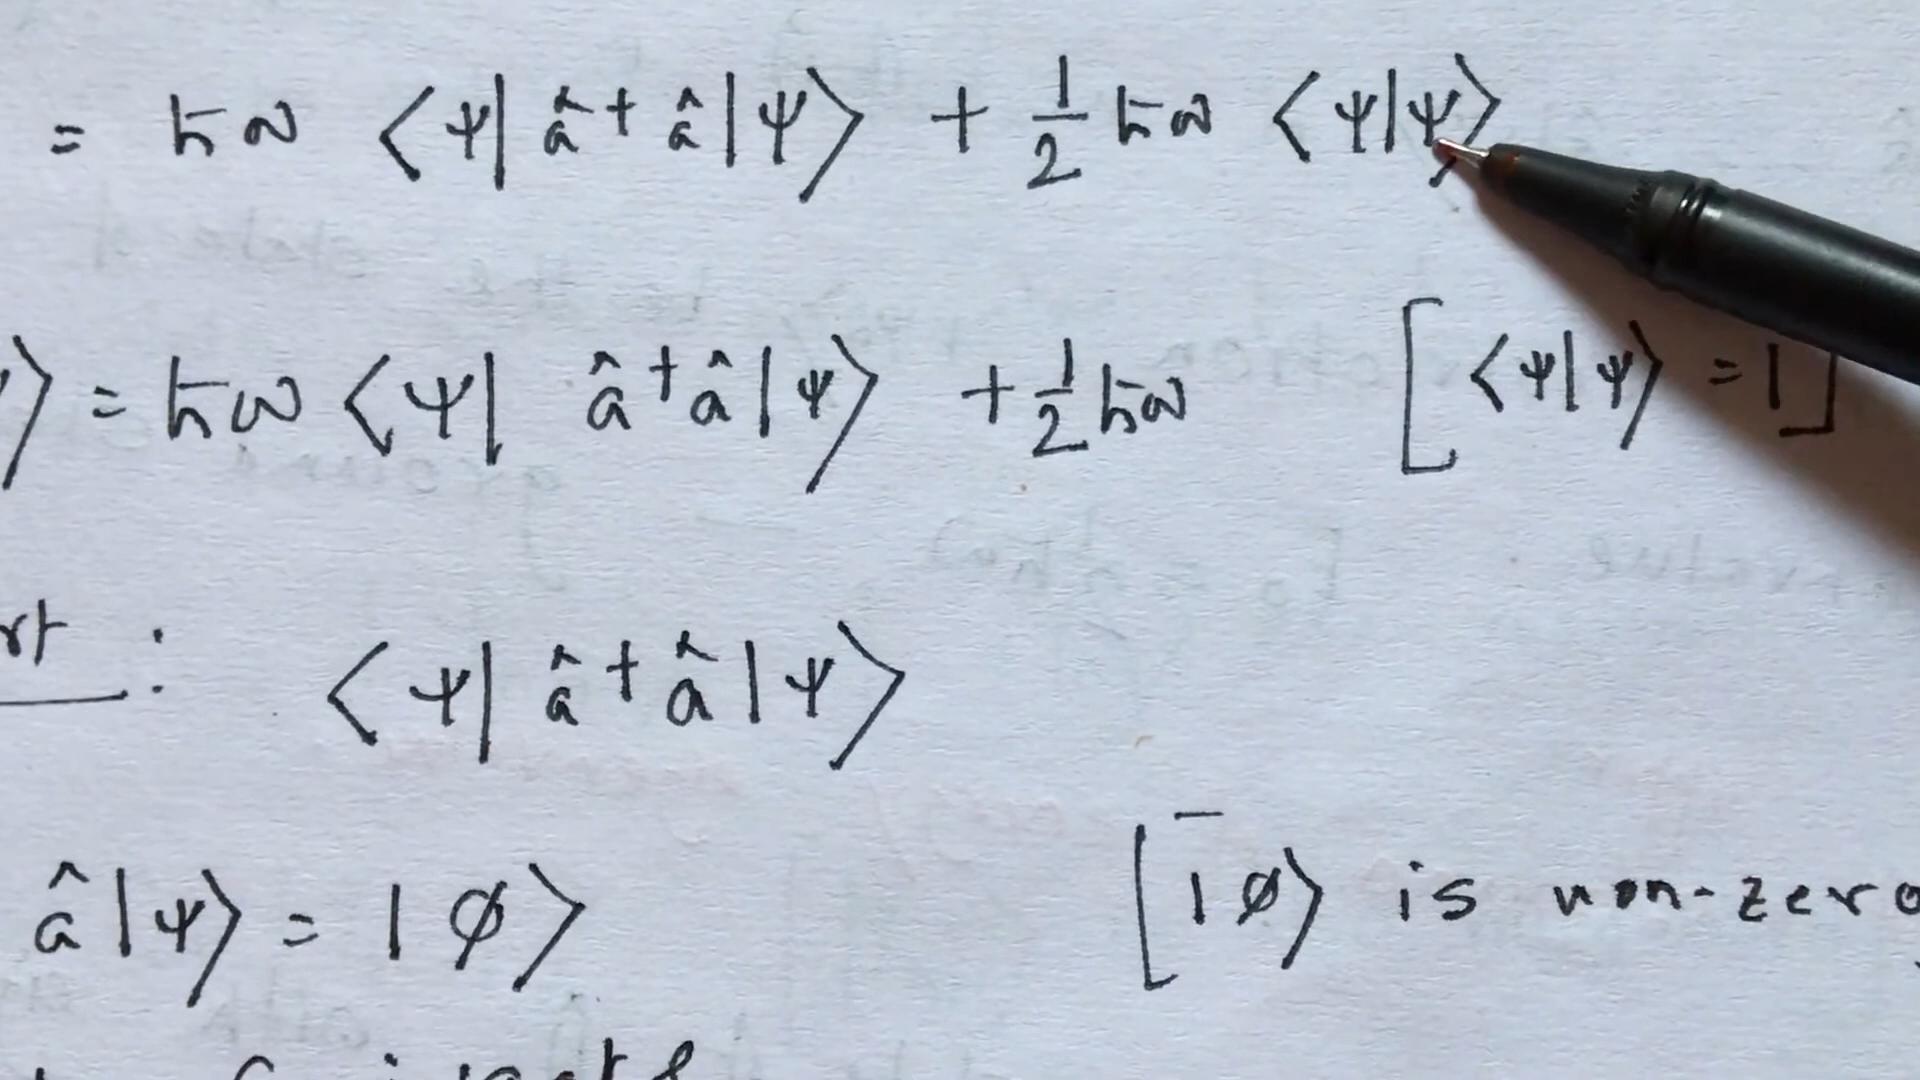 = ħω ⟨ψ| â⁺ â |ψ⟩ + 1/2 ħω ⟨ψ|ψ⟩
⟩ = ħω ⟨ψ| â⁺ â |ψ⟩ + 1/2 ħω [⟨ψ|ψ⟩ = 1]
rt : ⟨ψ| â⁺ â |ψ⟩
â |ψ⟩ = |ϕ⟩ [|ϕ⟩ is non-zero